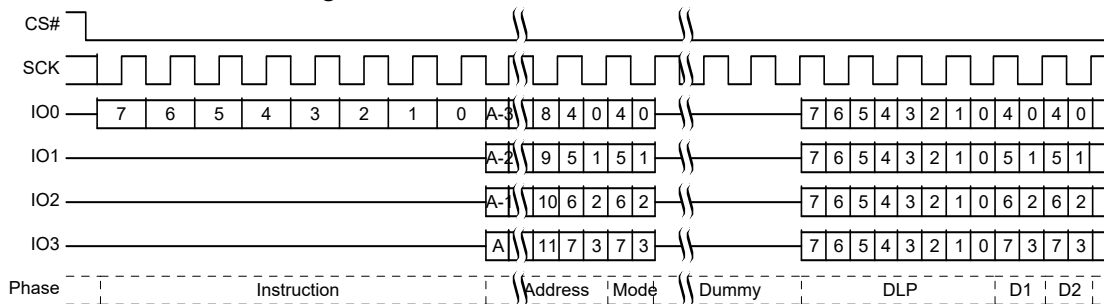 CS#
SCK
IO0 7 6 5 4 3 2 1 0 A-3 8 4 0 4 0 7 6 5 4 3 2 1 0 4 0 4 0
IO1 A-2 9 5 1 5 1 7 6 5 4 3 2 1 0 5 1 5 1
IO2 A-1 10 6 2 6 2 7 6 5 4 3 2 1 0 6 2 6 2
IO3 A 11 7 3 7 3 7 6 5 4 3 2 1 0 7 3 7 3
Phase Instruction Address Mode Dummy DLP D1 D2